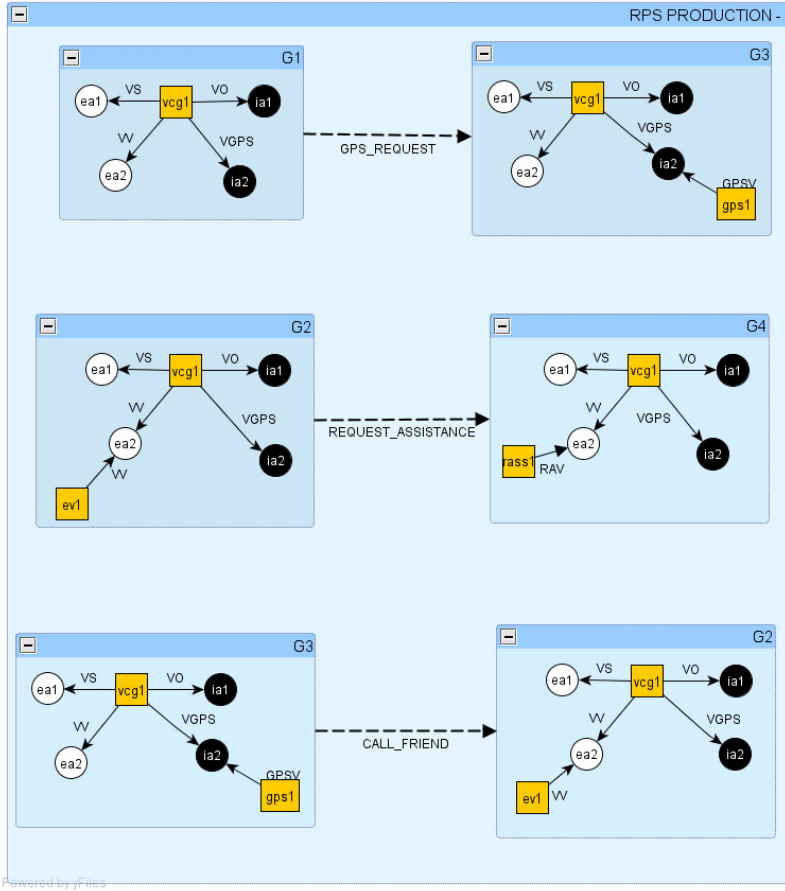 RPS PRODUCTION -
G1
G3
ea1
VS
vcg1
VO
ia1
VV
VGPS
ea2
ia2
GPS_REQUEST
ea1
VS
vcg1
VO
ia1
VV
VGPS
ea2
ia2
GPSV
gps1
G2
G4
ea1
VS
vcg1
VO
ia1
VV
VGPS
ea2
ia2
VV
ev1
REQUEST_ASSISTANCE
ea1
VS
vcg1
VO
ia1
VV
VGPS
ea2
ia2
rass1
RAV
G3
G2
ea1
VS
vcg1
VO
ia1
VV
VGPS
ea2
ia2
GPSV
gps1
CALL_FRIEND
ea1
VS
vcg1
VO
ia1
VV
VGPS
ea2
ia2
ev1
VV
Powered by yFiles